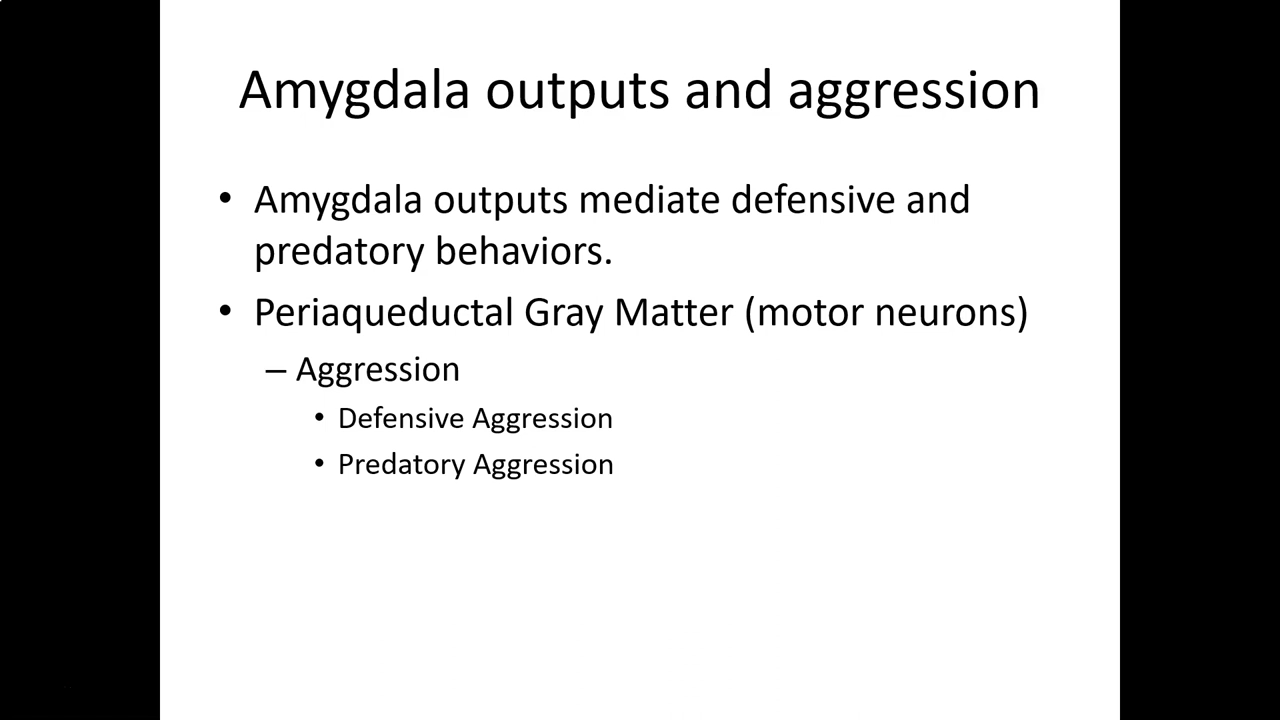 Amygdala outputs and aggression
• Amygdala outputs mediate defensive and
predatory behaviors.
• Periaqueductal Gray Matter (motor neurons)
– Aggression
• Defensive Aggression
• Predatory Aggression